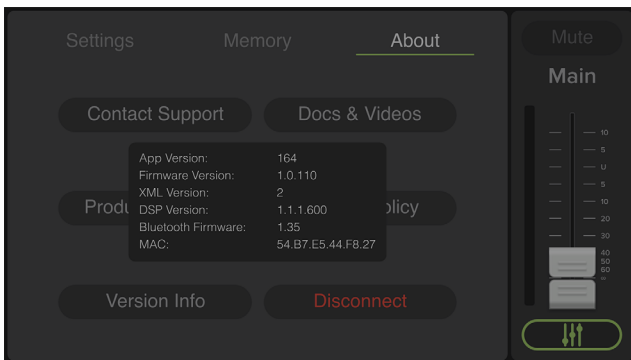 Settings Memory About Mute
Main
Contact Support Docs & Videos
App Version: 164
Firmware Version: 1.0.110
XML Version: 2
DSP Version: 1.1.1.600
Bluetooth Firmware: 1.35
MAC: 54.B7.E5.44.F8.27
Version Info Disconnect
10
5
U
5
10
20
30
40
50
60
∞